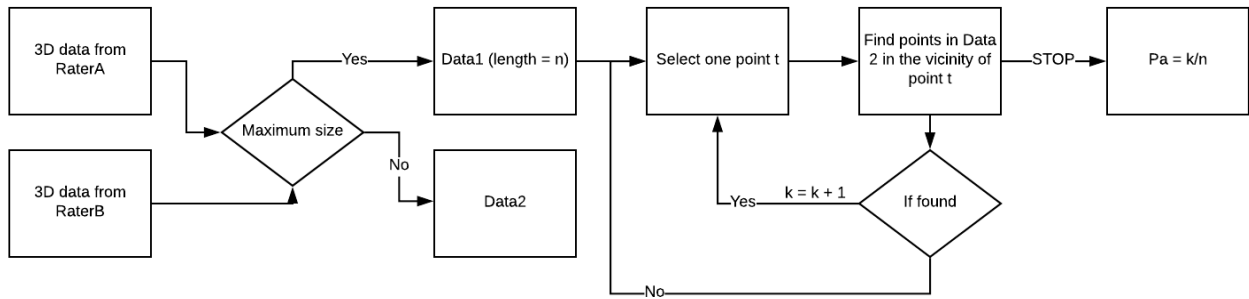 3D data from
RaterA
3D data from
RaterB
Maximum size
Yes
No
Data1 (length = n)
Data2
Select one point t
Find points in Data
2 in the vicinity of
point t
STOP
Pa = k/n
If found
k = k + 1
Yes
No